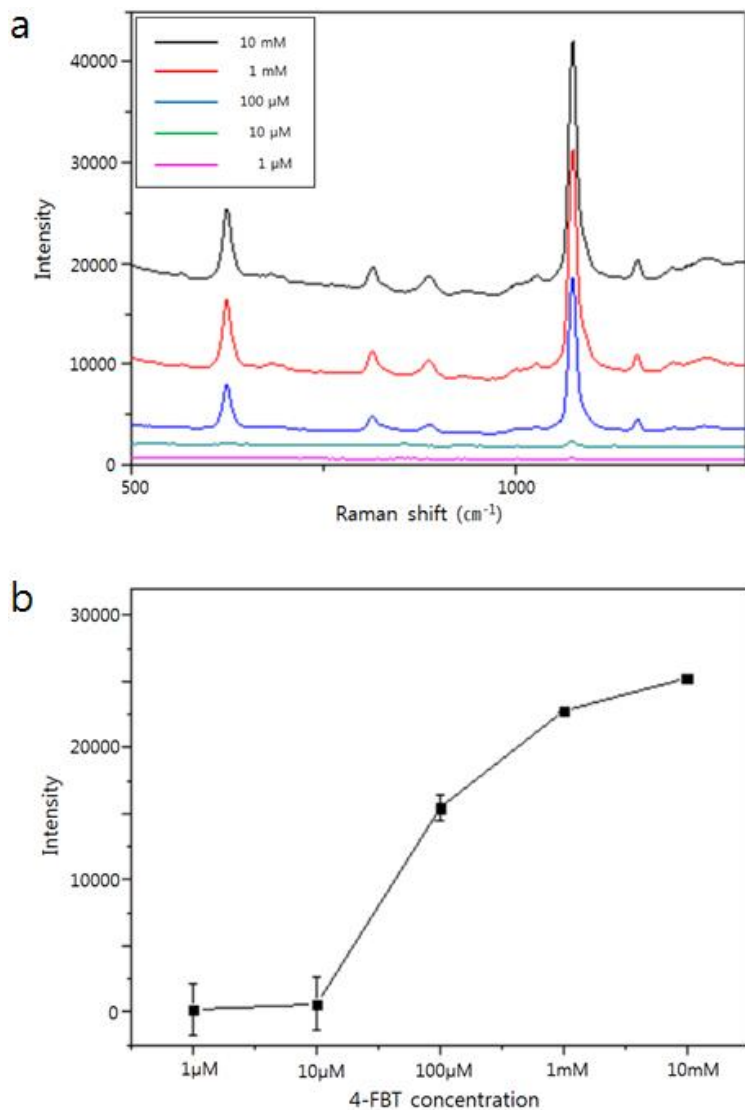 a
10 mM
1 mM
100 µM
10 µM
1 µM
40000
30000
20000
10000
0
Intensity
500
1000
Raman shift (㎝⁻¹)
b
30000
20000
10000
0
Intensity
1µM
10µM
100µM
1mM
10mM
4-FBT concentration